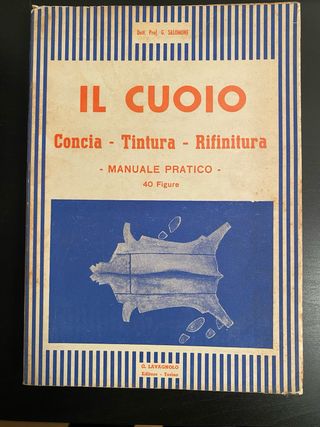 Dott. Prof. G. SALOMONE
IL CUOIO
Concia - Tintura - Rifinitura
- MANUALE PRATICO -
40 Figure
G. LAVAGNOLO
Editore - Torino